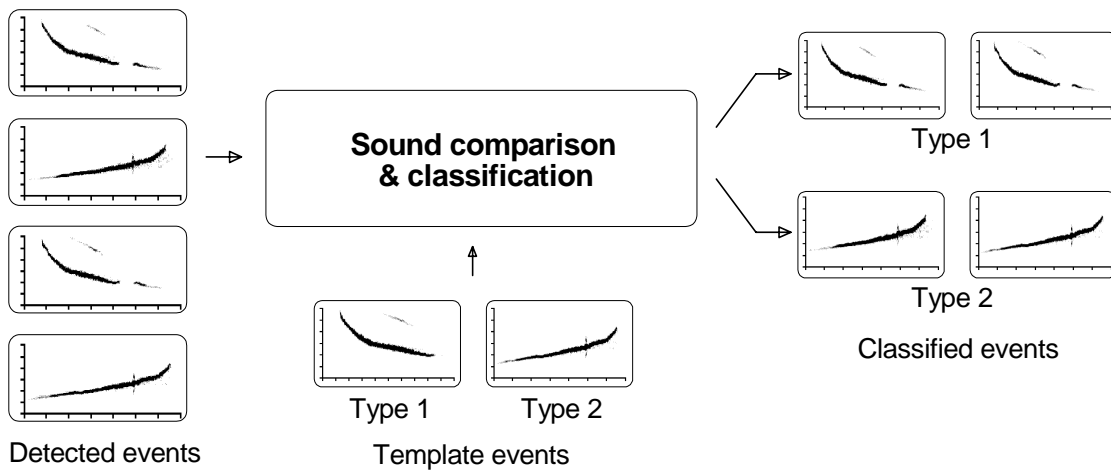 Sound comparison
& classification
Type 1
Type 2
Classified events
Type 1
Type 2
Detected events
Template events